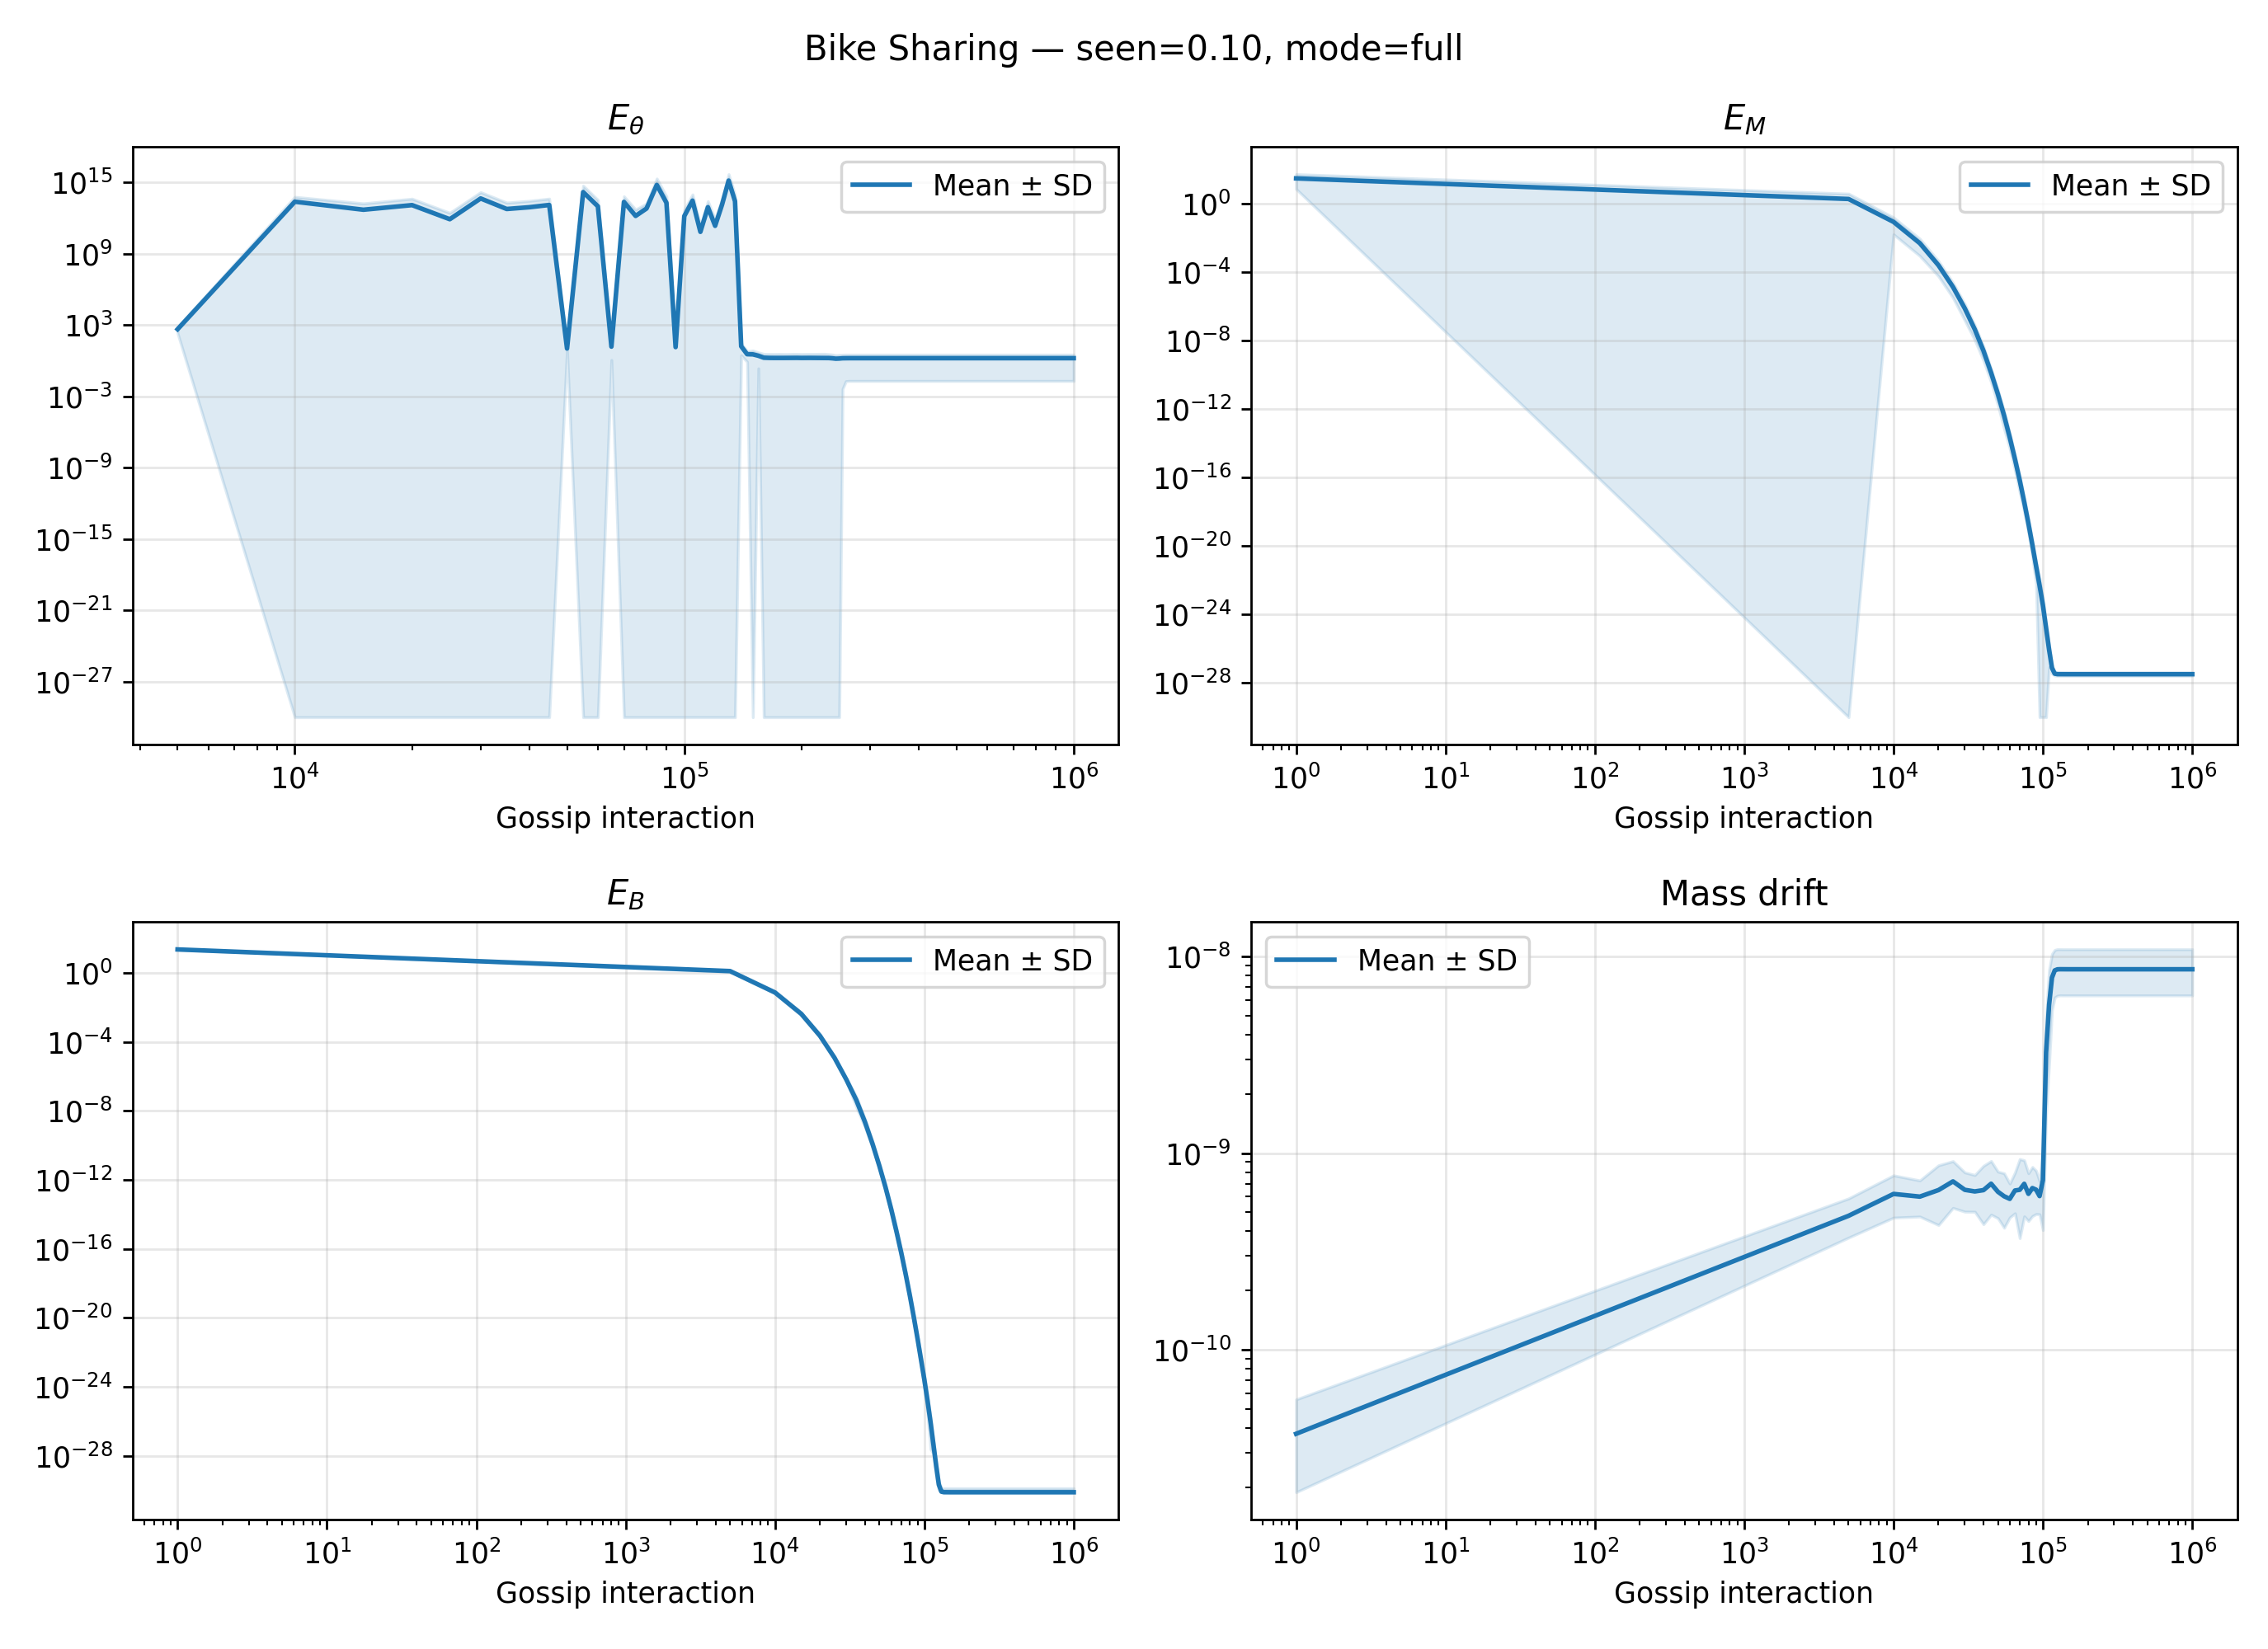 Bike Sharing — seen=0.10, mode=full
E_θ
Mean ± SD
10^15
10^9
10^3
10^−3
10^−9
10^−15
10^−21
10^−27
10^4 10^5 10^6
Gossip interaction
E_M
Mean ± SD
10^0
10^−4
10^−8
10^−12
10^−16
10^−20
10^−24
10^−28
10^0 10^1 10^2 10^3 10^4 10^5 10^6
Gossip interaction
E_B
Mean ± SD
10^0
10^−4
10^−8
10^−12
10^−16
10^−20
10^−24
10^−28
10^0 10^1 10^2 10^3 10^4 10^5 10^6
Gossip interaction
Mass drift
Mean ± SD
10^−8
10^−9
10^−10
10^0 10^1 10^2 10^3 10^4 10^5 10^6
Gossip interaction